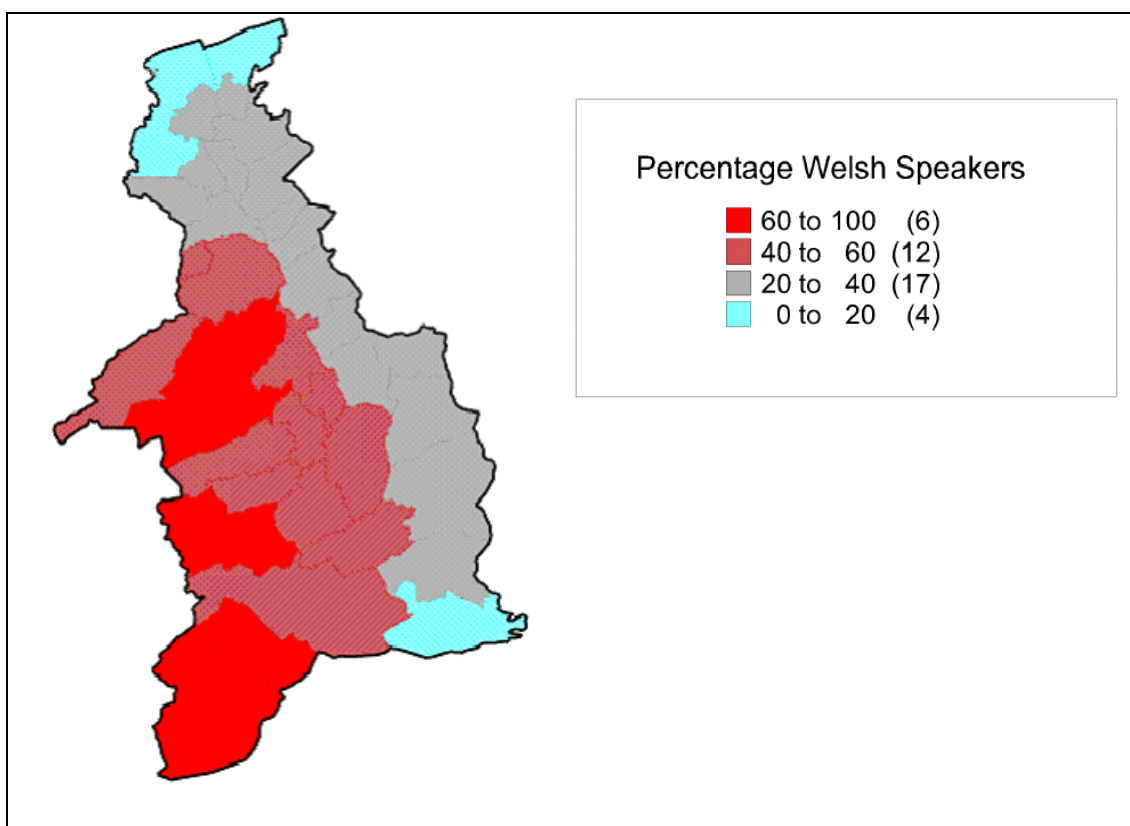 Percentage Welsh Speakers
60 to 100 (6)
40 to 60 (12)
20 to 40 (17)
0 to 20 (4)